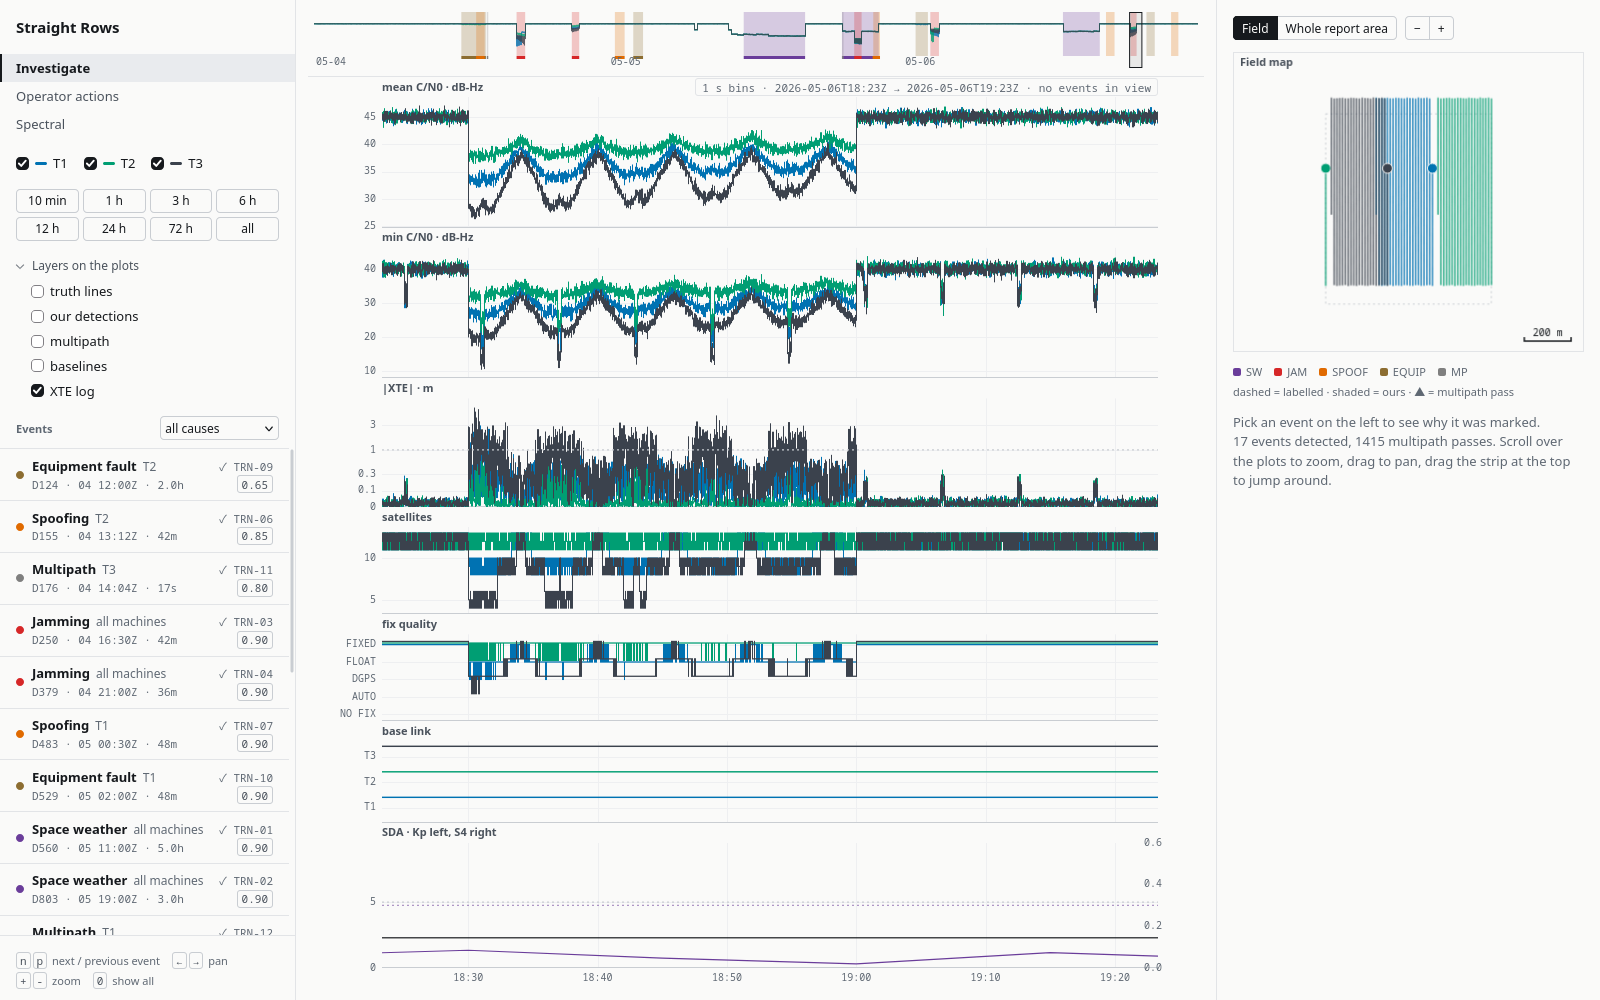 Straight Rows
Investigate
Operator actions
Spectral
T1 T2 T3
10 min 1 h 3 h 6 h
12 h 24 h 72 h all
Layers on the plots
truth lines
our detections
multipath
baselines
XTE log
Events all causes
Equipment fault T2 ✓ TRN-09
D124 · 04 12:00Z · 2.0h 0.65
Spoofing T2 ✓ TRN-06
D155 · 04 13:12Z · 42m 0.85
Multipath T3 ✓ TRN-11
D176 · 04 14:04Z · 17s 0.80
Jamming all machines ✓ TRN-03
D250 · 04 16:30Z · 42m 0.90
Jamming all machines ✓ TRN-04
D379 · 04 21:00Z · 36m 0.90
Spoofing T1 ✓ TRN-07
D483 · 05 00:30Z · 48m 0.90
Equipment fault T1 ✓ TRN-10
D529 · 05 02:00Z · 48m 0.90
Space weather all machines ✓ TRN-01
D560 · 05 11:00Z · 5.0h 0.90
Space weather all machines ✓ TRN-02
D803 · 05 19:00Z · 3.0h 0.90
Multipath T1 TRN-12
n p next / previous event ← → pan
+ - zoom 0 show all
05-04 05-05 05-06
mean C/N0 · dB-Hz
1 s bins · 2026-05-06T18:23Z → 2026-05-06T19:23Z · no events in view
45
40
35
30
25
min C/N0 · dB-Hz
40
30
20
10
|XTE| · m
3
1
0.3
0.1
0
satellites
10
5
fix quality
FIXED
FLOAT
DGPS
AUTO
NO FIX
base link
T3
T2
T1
SDA · Kp left, S4 right
0.6
0.4
5
0.2
0 0.0
18:30 18:40 18:50 19:00 19:10 19:20
Field Whole report area − +
Field map
200 m
SW JAM SPOOF EQUIP MP
dashed = labelled · shaded = ours · ▲ = multipath pass
Pick an event on the left to see why it was marked.
17 events detected, 1415 multipath passes. Scroll over
the plots to zoom, drag to pan, drag the strip at the top
to jump around.